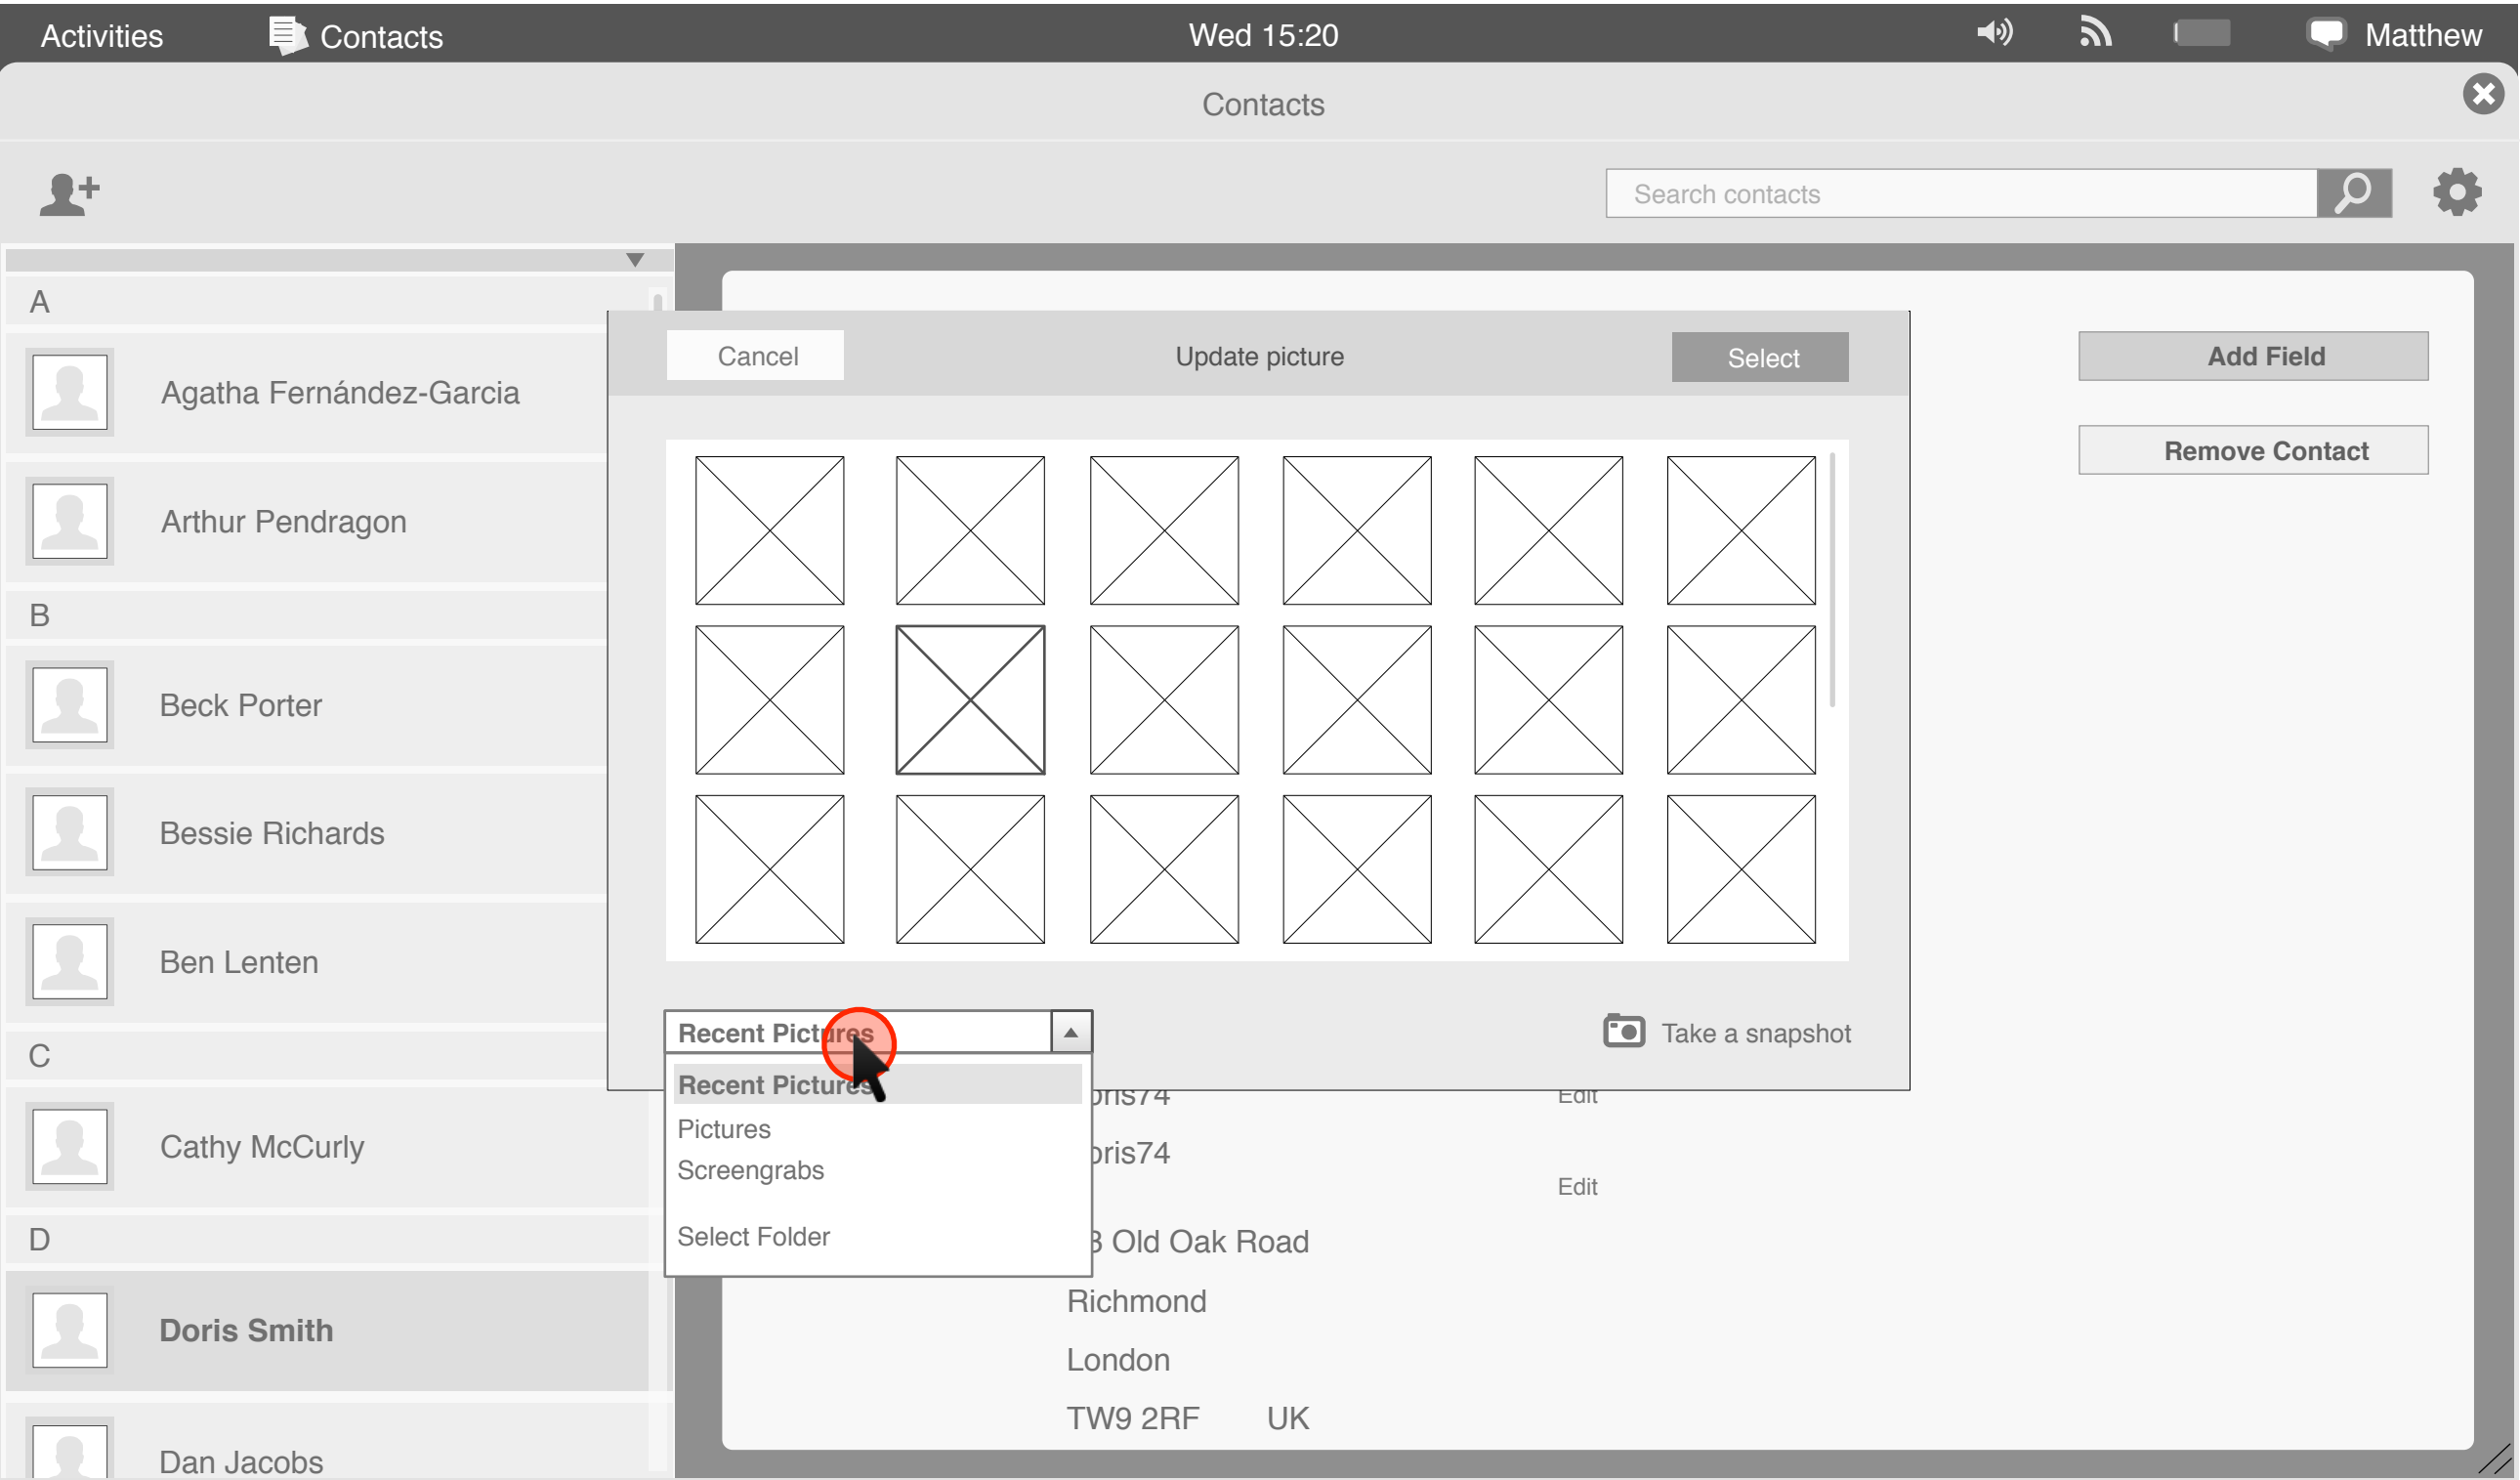 Activities
Contacts
Wed 15:20
Matthew
Contacts
Search contacts
A
Agatha Fernández-Garcia
Arthur Pendragon
B
Beck Porter
Bessie Richards
Ben Lenten
C
Cathy McCurly
D
Doris Smith
Dan Jacobs
Cancel
Update picture
Select
Recent Pictures
Recent Pictures
Pictures
Screengrabs
Select Folder
Take a snapshot
Add Field
Remove Contact
oris74
Edit
oris74
Edit
Old Oak Road
Richmond
London
TW9 2RF UK